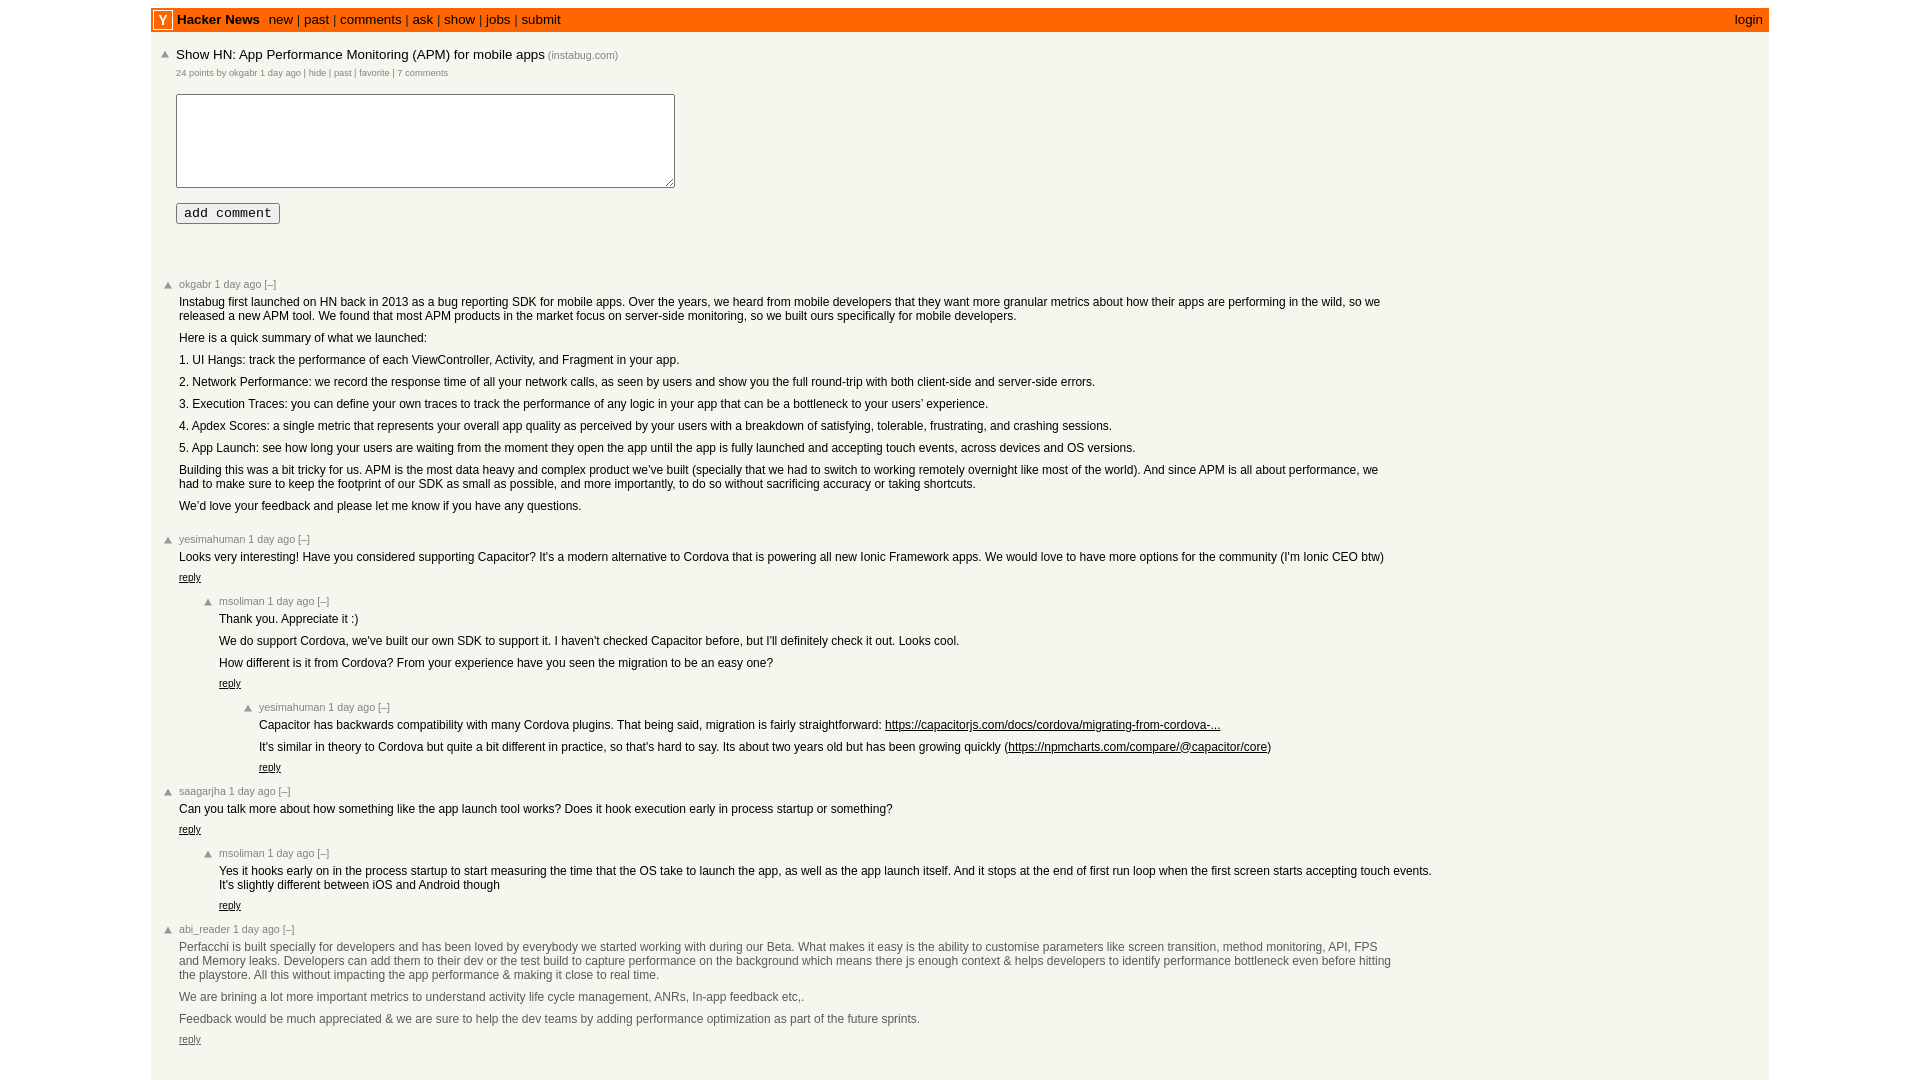 Y Hacker News new | past | comments | ask | show | jobs | submit login
Show HN: App Performance Monitoring (APM) for mobile apps (instabug.com)
24 points by okgabr 1 day ago | hide | past | favorite | 7 comments
add comment
okgabr 1 day ago [–]
Instabug first launched on HN back in 2013 as a bug reporting SDK for mobile apps. Over the years, we heard from mobile developers that they want more granular metrics about how their apps are performing in the wild, so we
released a new APM tool. We found that most APM products in the market focus on server-side monitoring, so we built ours specifically for mobile developers.
Here is a quick summary of what we launched:
1. UI Hangs: track the performance of each ViewController, Activity, and Fragment in your app.
2. Network Performance: we record the response time of all your network calls, as seen by users and show you the full round-trip with both client-side and server-side errors.
3. Execution Traces: you can define your own traces to track the performance of any logic in your app that can be a bottleneck to your users’ experience.
4. Apdex Scores: a single metric that represents your overall app quality as perceived by your users with a breakdown of satisfying, tolerable, frustrating, and crashing sessions.
5. App Launch: see how long your users are waiting from the moment they open the app until the app is fully launched and accepting touch events, across devices and OS versions.
Building this was a bit tricky for us. APM is the most data heavy and complex product we’ve built (specially that we had to switch to working remotely overnight like most of the world). And since APM is all about performance, we
had to make sure to keep the footprint of our SDK as small as possible, and more importantly, to do so without sacrificing accuracy or taking shortcuts.
We’d love your feedback and please let me know if you have any questions.
yesimahuman 1 day ago [–]
Looks very interesting! Have you considered supporting Capacitor? It's a modern alternative to Cordova that is powering all new Ionic Framework apps. We would love to have more options for the community (I'm Ionic CEO btw)
reply
msoliman 1 day ago [–]
Thank you. Appreciate it :)
We do support Cordova, we've built our own SDK to support it. I haven't checked Capacitor before, but I'll definitely check it out. Looks cool.
How different is it from Cordova? From your experience have you seen the migration to be an easy one?
reply
yesimahuman 1 day ago [–]
Capacitor has backwards compatibility with many Cordova plugins. That being said, migration is fairly straightforward: https://capacitorjs.com/docs/cordova/migrating-from-cordova-...
It's similar in theory to Cordova but quite a bit different in practice, so that's hard to say. Its about two years old but has been growing quickly (https://npmcharts.com/compare/@capacitor/core)
reply
saagarjha 1 day ago [–]
Can you talk more about how something like the app launch tool works? Does it hook execution early in process startup or something?
reply
msoliman 1 day ago [–]
Yes it hooks early on in the process startup to start measuring the time that the OS take to launch the app, as well as the app launch itself. And it stops at the end of first run loop when the first screen starts accepting touch events.
It's slightly different between iOS and Android though
reply
abi_reader 1 day ago [–]
Perfacchi is built specially for developers and has been loved by everybody we started working with during our Beta. What makes it easy is the ability to customise parameters like screen transition, method monitoring, API, FPS
and Memory leaks. Developers can add them to their dev or the test build to capture performance on the background which means there js enough context & helps developers to identify performance bottleneck even before hitting
the playstore. All this without impacting the app performance & making it close to real time.
We are brining a lot more important metrics to understand activity life cycle management, ANRs, In-app feedback etc,.
Feedback would be much appreciated & we are sure to help the dev teams by adding performance optimization as part of the future sprints.
reply